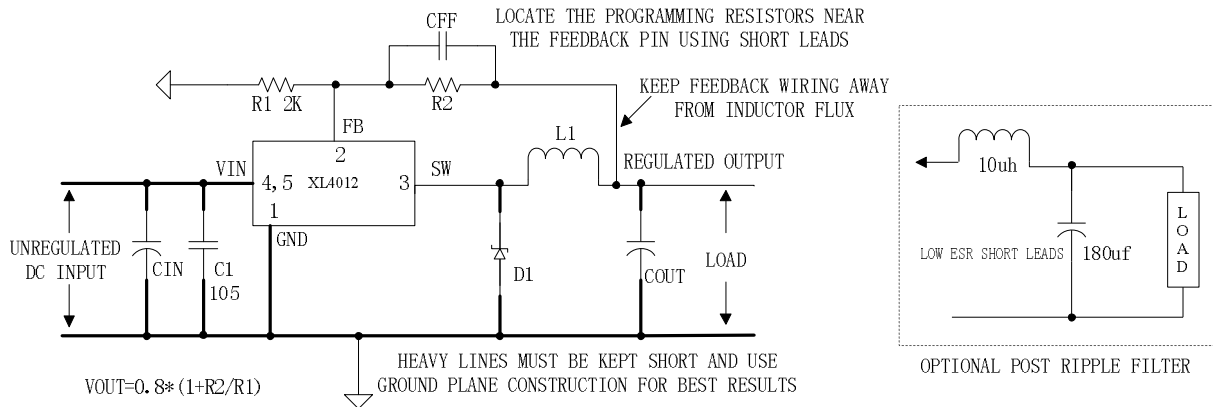 LOCATE THE PROGRAMMING RESISTORS NEAR
THE FEEDBACK PIN USING SHORT LEADS
CFF
R1 2K
R2
KEEP FEEDBACK WIRING AWAY
FROM INDUCTOR FLUX
FB
2
L1
VIN
4,5
XL4012
3
SW
REGULATED OUTPUT
1
GND
UNREGULATED
DC INPUT
CIN
C1
105
D1
COUT
LOAD
10uh
LOW ESR SHORT LEADS
180uf
LOAD
HEAVY LINES MUST BE KEPT SHORT AND USE
GROUND PLANE CONSTRUCTION FOR BEST RESULTS
OPTIONAL POST RIPPLE FILTER
VOUT=0.8*(1+R2/R1)